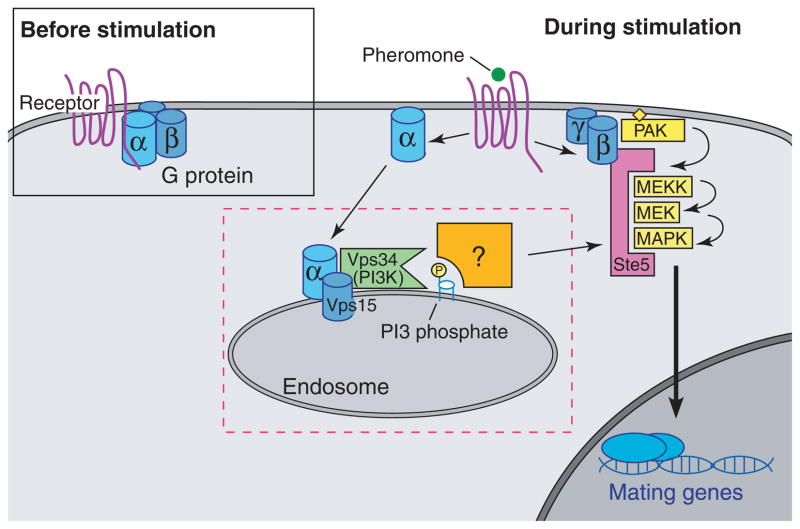 Before stimulation
During stimulation
Pheromone
Receptor
α
β
G protein
α
γ
β
PAK
MEKK
MEK
MAPK
Ste5
α
Vps34
(PI3K)
P
?
Vps15
PI3 phosphate
Endosome
Mating genes